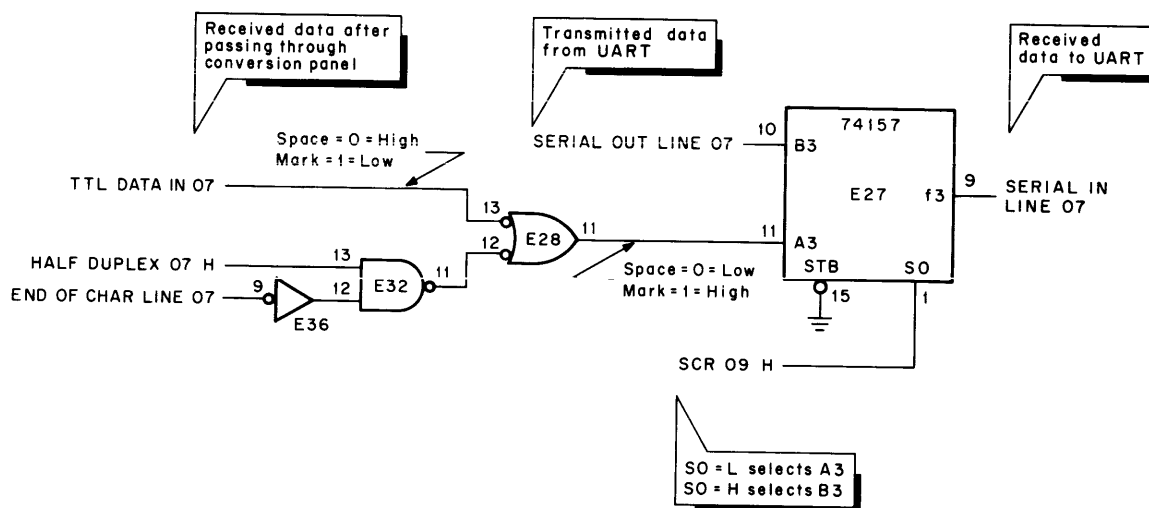 Received data after
passing through
conversion panel
Transmitted data
from UART
Received
data to UART
Space = 0 = High
Mark = 1 = Low
SERIAL OUT LINE 07
10
B3
74157
E27
f3
9
SERIAL IN
LINE 07
TTL DATA IN 07
13
12
E28
11
11
A3
STB
SO
15
1
Space = 0 = Low
Mark = 1 = High
HALF DUPLEX 07 H
13
E32
11
END OF CHAR LINE 07
9
12
E36
SCR 09 H
SO = L selects A3
SO = H selects B3